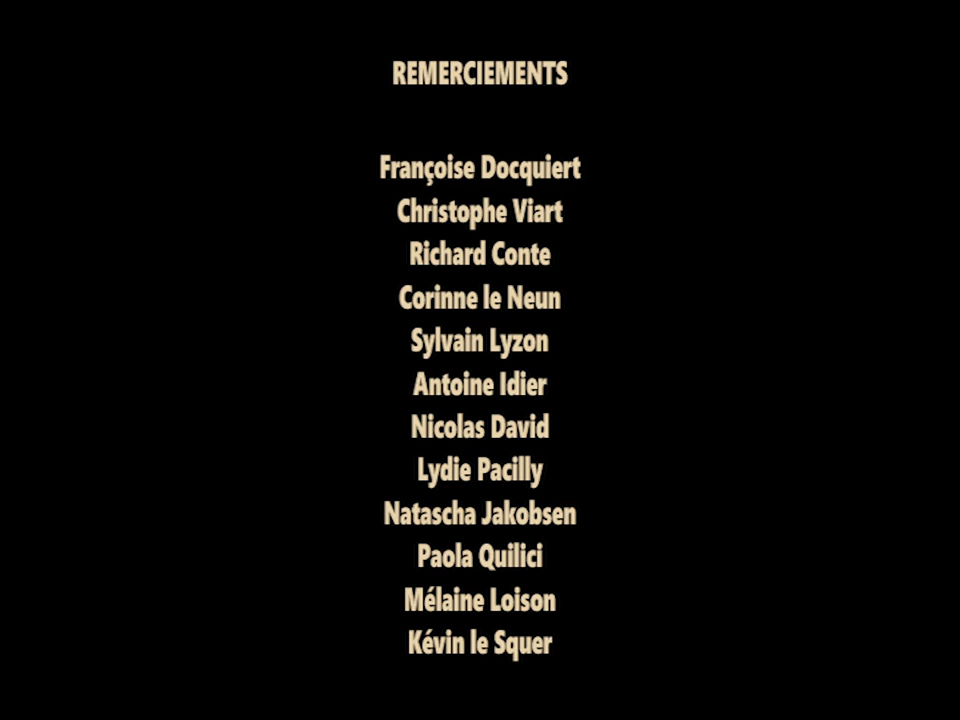 REMERCIEMENTS
Françoise Docquiert
Christophe Viart
Richard Conte
Corinne le Neun
Sylvain Lyzon
Antoine Idier
Nicolas David
Lydie Pacilly
Natascha Jakobsen
Paola Quilici
Mélaine Loison
Kévin le Squer